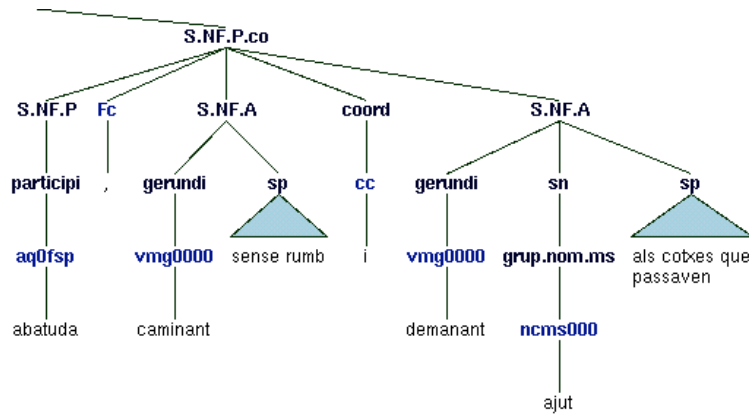 S.NF.P.co
S.NF.P Fc S.NF.A coord S.NF.A
participi , gerundi sp cc gerundi sn sp
aq0fsp vmg0000 sense rumb i vmg0000 grup.nom.ms als cotxes que
passaven
abatuda caminant demanant ncms000
ajut